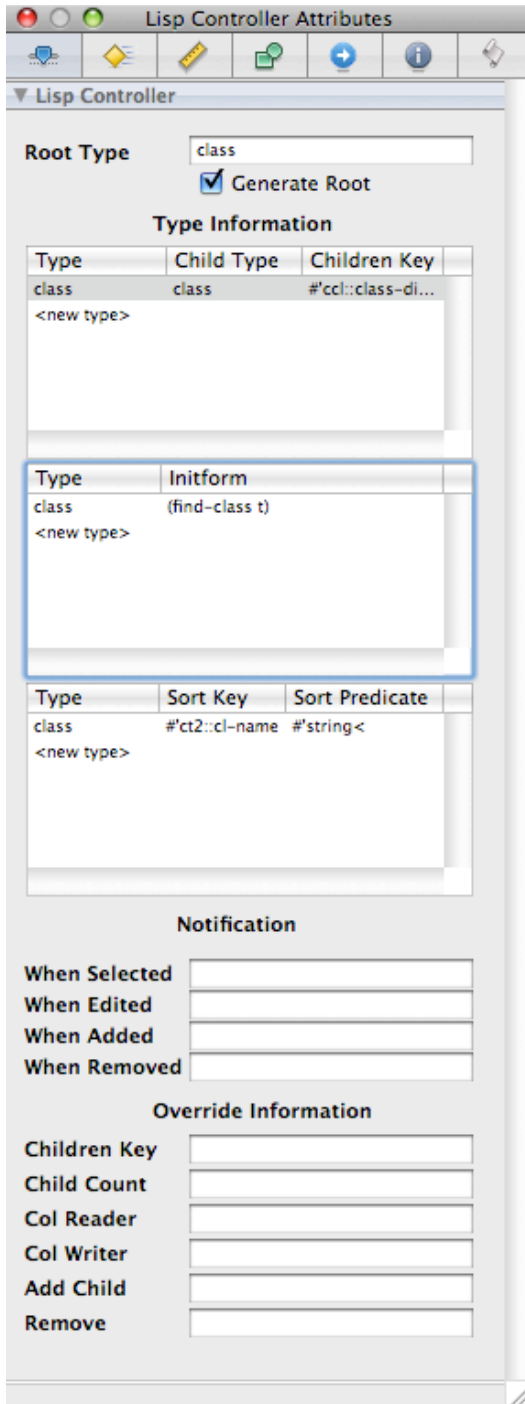 Lisp Controller Attributes
Lisp Controller
Root Type class
Generate Root
Type Information
Type Child Type Children Key
class class #'ccl::class-di...
<new type>
Type Initform
class (find-class t)
<new type>
Type Sort Key Sort Predicate
class #'ct2::cl-name #'string<
<new type>
Notification
When Selected
When Edited
When Added
When Removed
Override Information
Children Key
Child Count
Col Reader
Col Writer
Add Child
Remove